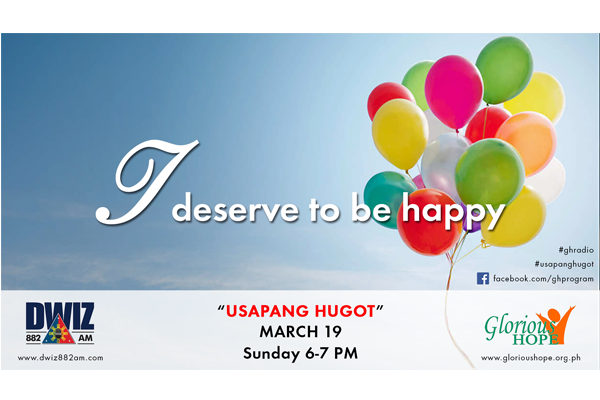 I deserve to be happy
#ghradio
#usapanghugot
facebook.com/ghprogram
DWIZ
882 AM
www.dwiz882am.com
“USAPANG HUGOT”
MARCH 19
Sunday 6-7 PM
Glorious
HOPE
www.glorioushope.org.ph